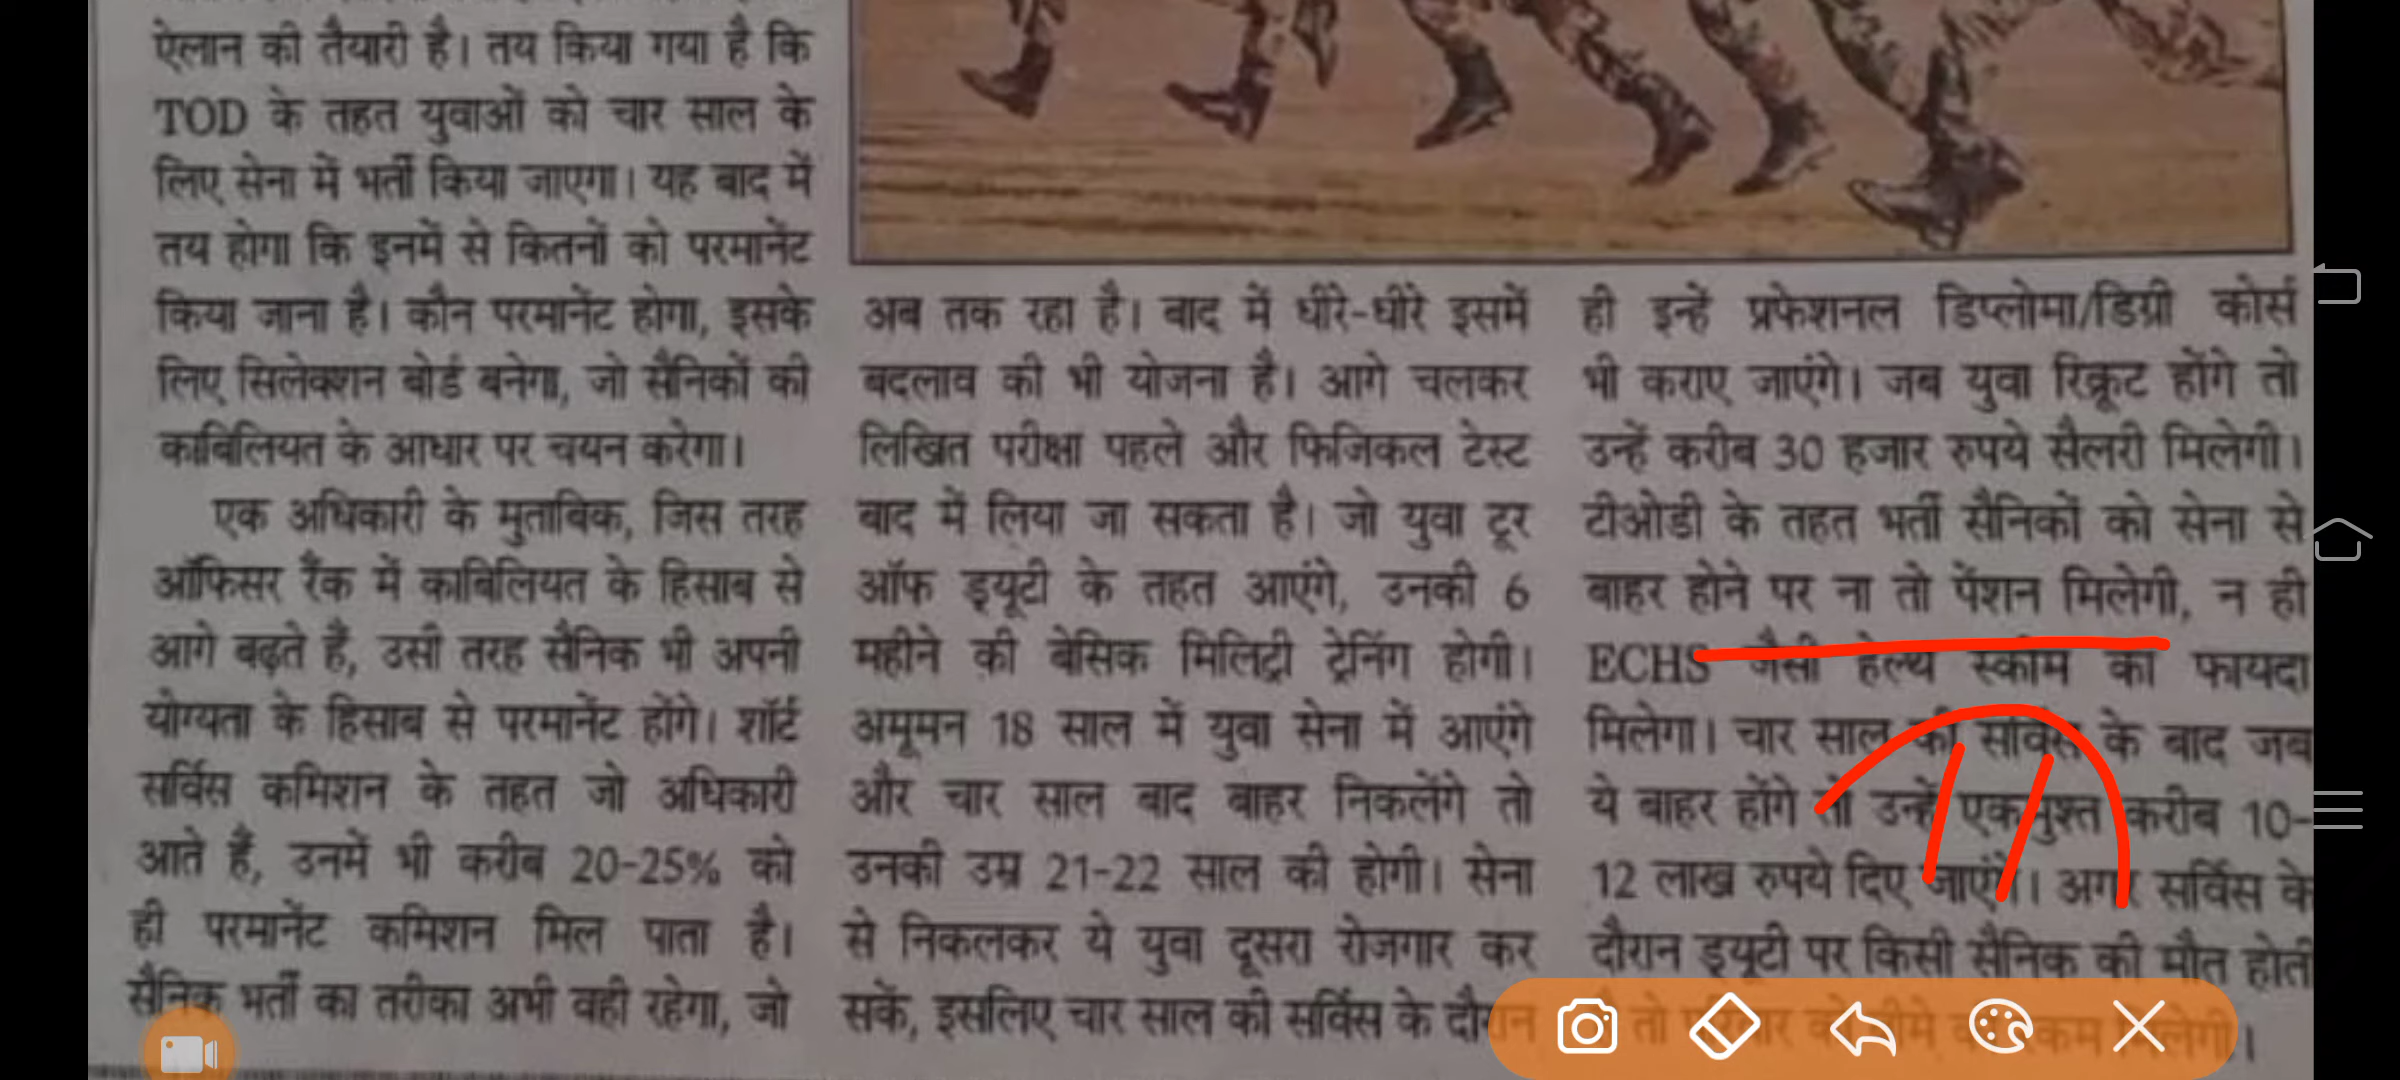 ऐलान की तैयारी है। तय किया गया है कि
TOD के तहत युवाओं को चार साल के
लिए सेना में भर्ती किया जाएगा। यह बाद में
तय होगा कि इनमें से कितनों को परमानेंट
किया जाना है। कौन परमानेंट होगा, इसके
लिए सिलेक्शन बोर्ड बनेगा, जो सैनिकों की
काबिलियत के आधार पर चयन करेगा।
एक अधिकारी के मुताबिक, जिस तरह
ऑफिसर रैंक में काबिलियत के हिसाब से
आगे बढ़ते हैं, उसी तरह सैनिक भी अपनी
योग्यता के हिसाब से परमानेंट होंगे। शॉर्ट
सर्विस कमिशन के तहत जो अधिकारी
आते हैं, उनमें भी करीब 20-25% को
ही परमानेंट कमिशन मिल पाता है।
सैनिक भर्ती का तरीका अभी वही रहेगा, जो
अब तक रहा है। बाद में धीरे-धीरे इसमें
बदलाव की भी योजना है। आगे चलकर
लिखित परीक्षा पहले और फिजिकल टेस्ट
बाद में लिया जा सकता है। जो युवा टूर
ऑफ ड्यूटी के तहत आएंगे, उनकी 6
महीने की बेसिक मिलिट्री ट्रेनिंग होगी।
अमूमन 18 साल में युवा सेना में आएंगे
और चार साल बाद बाहर निकलेंगे तो
उनकी उम्र 21-22 साल की होगी। सेना
से निकलकर ये युवा दूसरा रोजगार कर
सकें, इसलिए चार साल की सर्विस के दौरान
ही इन्हें प्रफेशनल डिप्लोमा/डिग्री कोर्स
भी कराए जाएंगे। जब युवा रिक्रूट होंगे तो
उन्हें करीब 30 हजार रुपये सैलरी मिलेगी।
टीओडी के तहत भर्ती सैनिकों को सेना से
बाहर होने पर ना तो पेंशन मिलेगी, न ही
ECHS जैसी हेल्थ स्कीम का फायदा
मिलेगा। चार साल की सर्विस के बाद जब
ये बाहर होंगे तो उन्हें एकमुश्त करीब 10-
12 लाख रुपये दिए जाएंगे। अगर सर्विस के
दौरान ड्यूटी पर किसी सैनिक की मौत होती
तो मिलेगी।